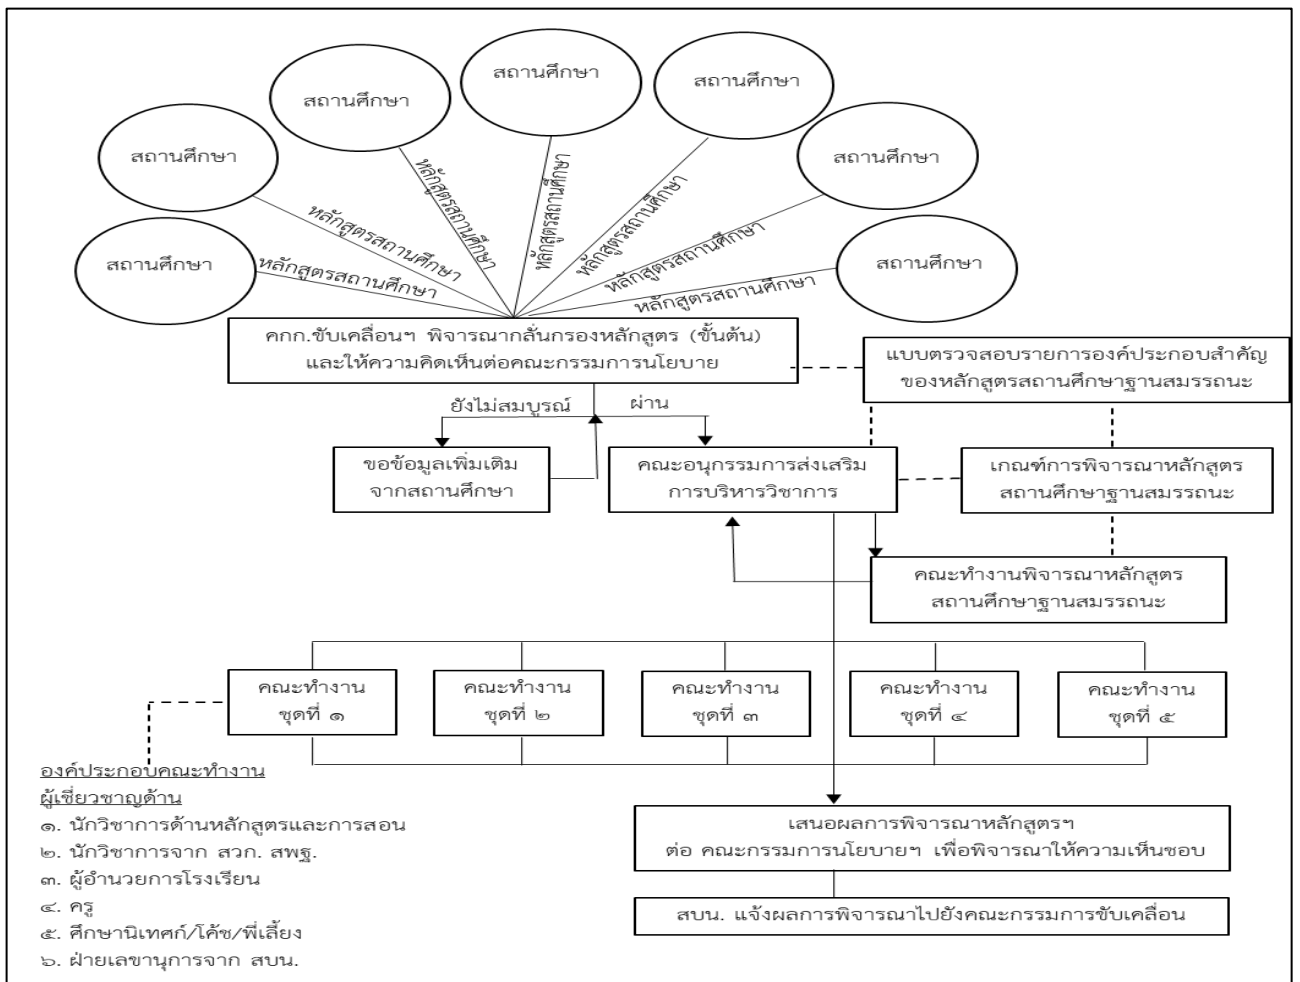 สถานศึกษา
สถานศึกษา
สถานศึกษา
สถานศึกษา
สถานศึกษา
สถานศึกษา
สถานศึกษา
หลักสูตรสถานศึกษา
หลักสูตรสถานศึกษา
หลักสูตรสถานศึกษา
หลักสูตรสถานศึกษา
หลักสูตรสถานศึกษา
หลักสูตรสถานศึกษา
หลักสูตรสถานศึกษา
คกก.ขับเคลื่อนฯ พิจารณากลั่นกรองหลักสูตร (ขั้นต้น)
และให้ความคิดเห็นต่อคณะกรรมการนโยบาย
แบบตรวจสอบรายการองค์ประกอบสำคัญ
ของหลักสูตรสถานศึกษาฐานสมรรถนะ
ยังไม่สมบูรณ์
ผ่าน
ขอข้อมูลเพิ่มเติม
จากสถานศึกษา
คณะอนุกรรมการส่งเสริม
การบริหารวิชาการ
เกณฑ์การพิจารณาหลักสูตร
สถานศึกษาฐานสมรรถนะ
คณะทำงานพิจารณาหลักสูตร
สถานศึกษาฐานสมรรถนะ
คณะทำงาน
ชุดที่ ๑
คณะทำงาน
ชุดที่ ๒
คณะทำงาน
ชุดที่ ๓
คณะทำงาน
ชุดที่ ๔
คณะทำงาน
ชุดที่ ๕
องค์ประกอบคณะทำงาน
ผู้เชี่ยวชาญด้าน
๑. นักวิชาการด้านหลักสูตรและการสอน
๒. นักวิชาการจาก สวก. สพฐ.
๓. ผู้อำนวยการโรงเรียน
๔. ครู
๕. ศึกษานิเทศก์/โค้ช/พี่เลี้ยง
๖. ฝ่ายเลขานุการจาก สบน.
เสนอผลการพิจารณาหลักสูตรฯ
ต่อ คณะกรรมการนโยบายฯ เพื่อพิจารณาให้ความเห็นชอบ
สบน. แจ้งผลการพิจารณาไปยังคณะกรรมการขับเคลื่อน